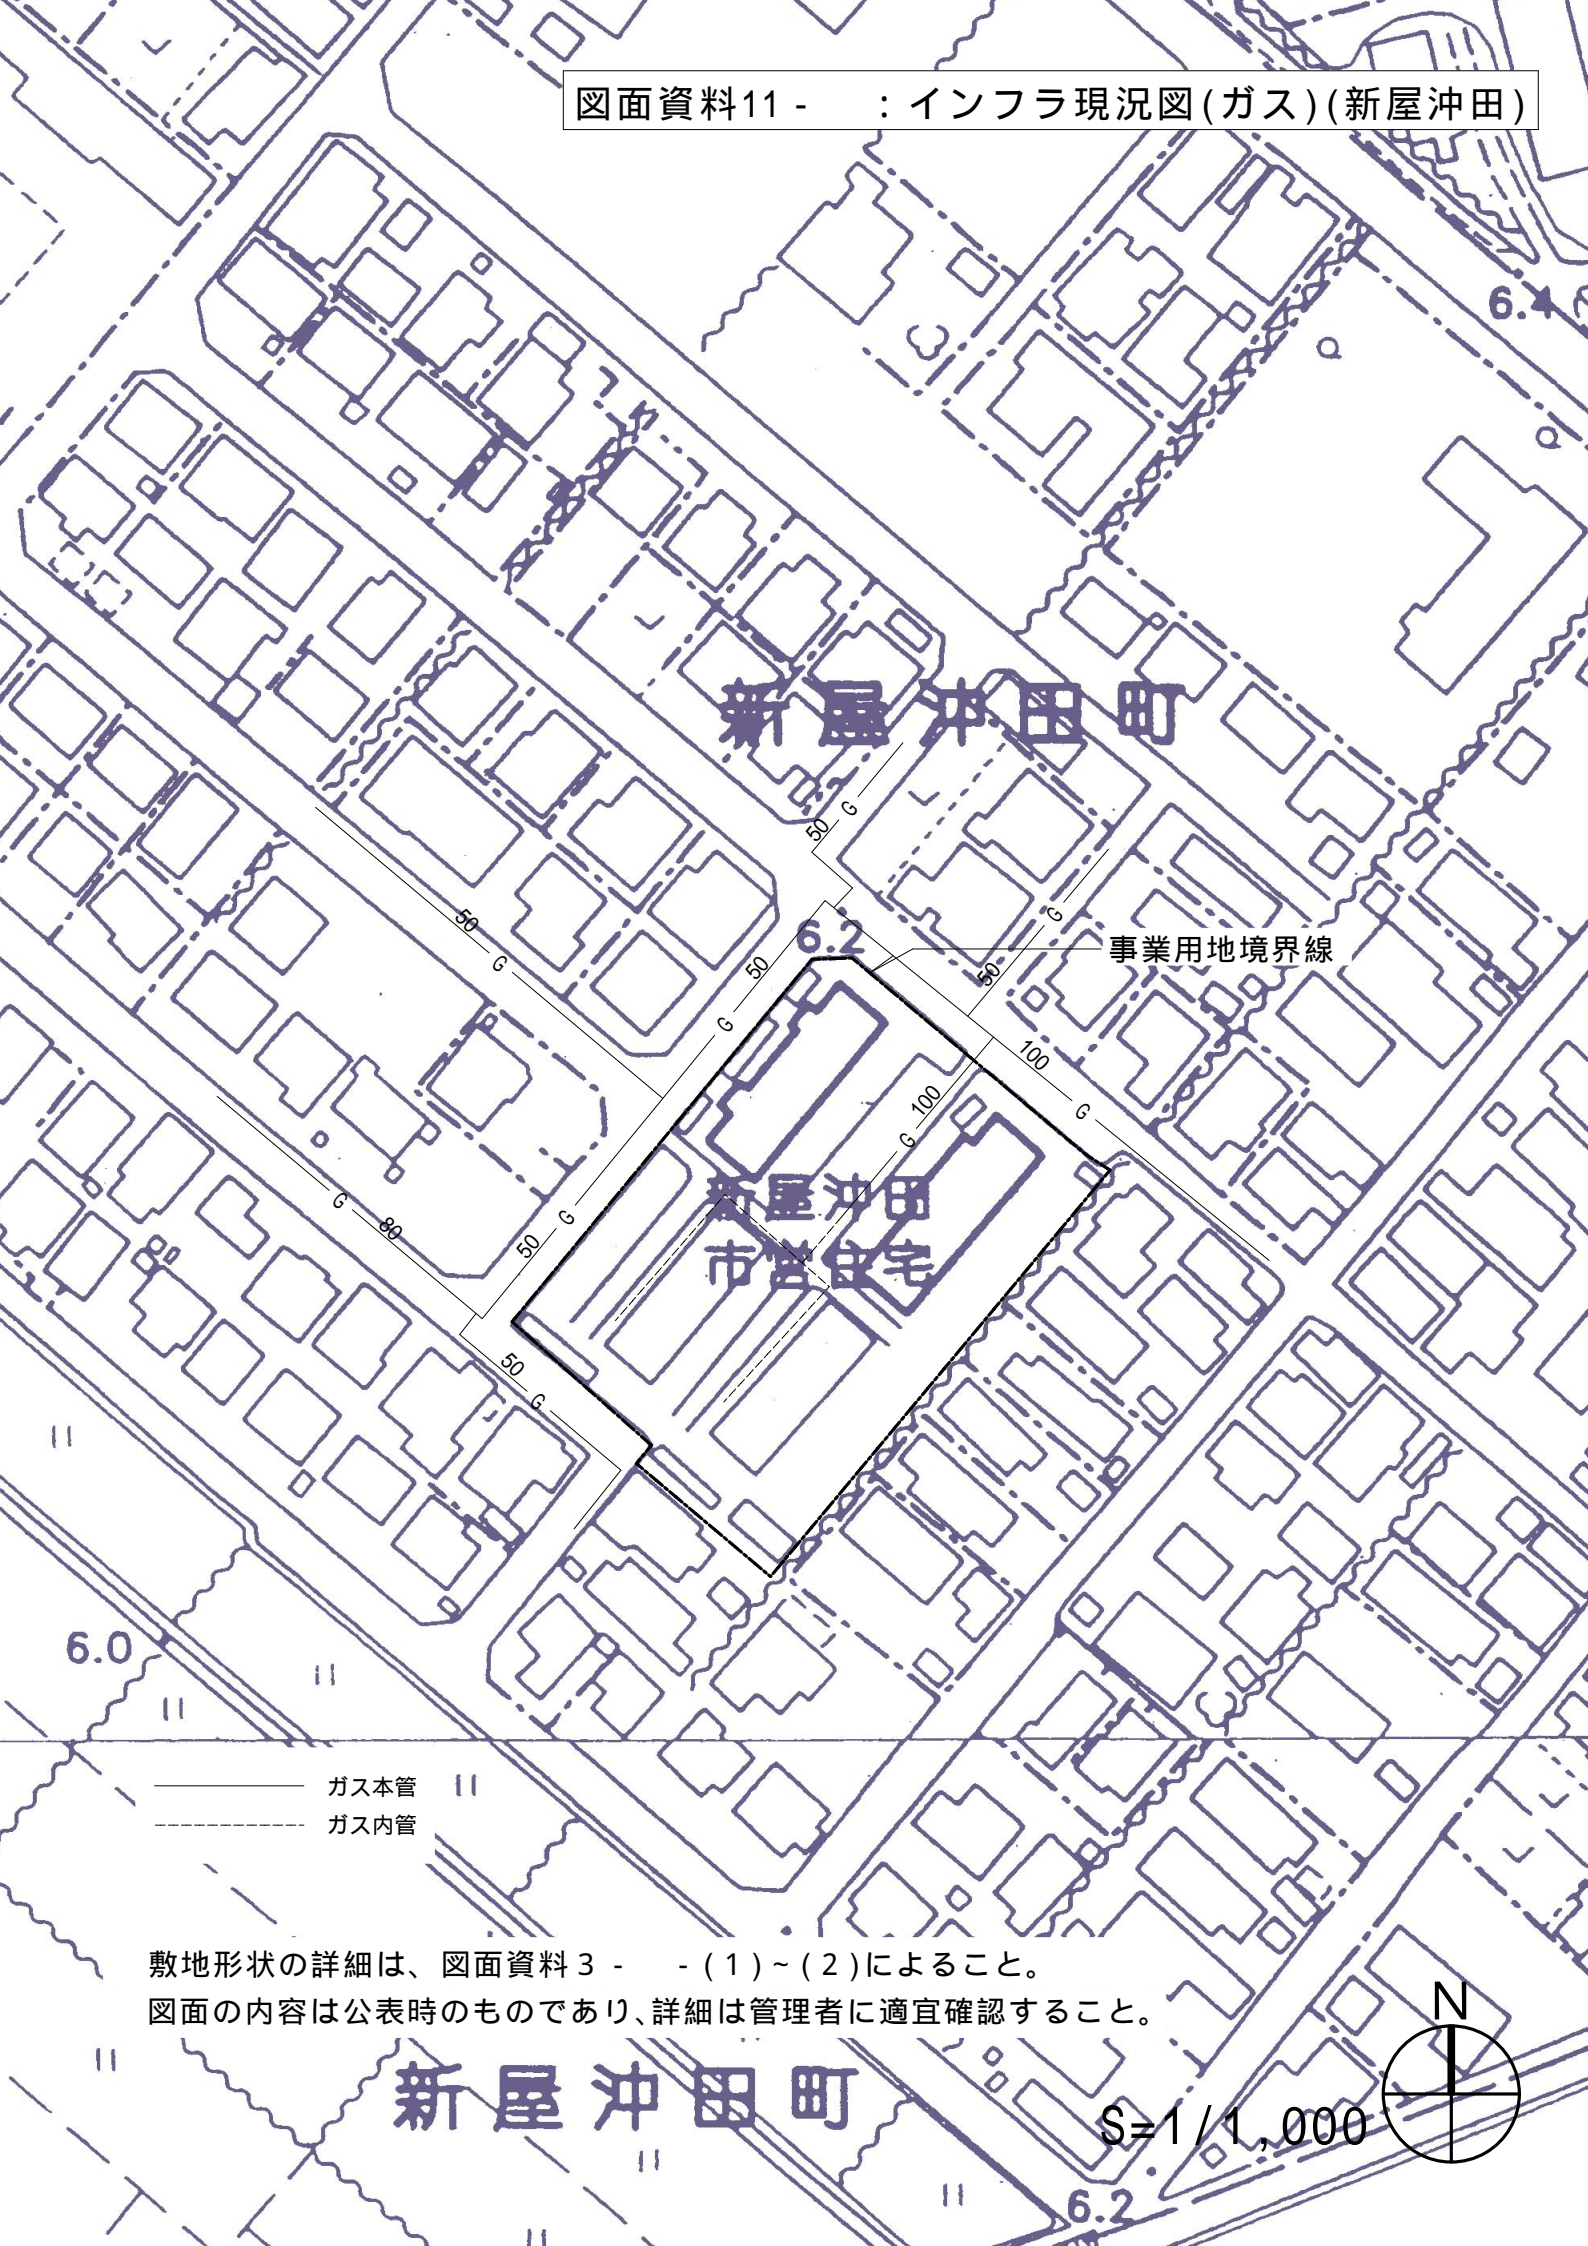 図面資料11 -　: インフラ現況図(ガス)(新屋沖田)
6.4
新屋沖田町
50 G
50 G
50 G
6.2
事業用地境界線
50
G
50
100
G
100
G
新屋沖田
市営住宅
G
80
50 G
50 G
6.0
ガス本管
ガス内管
敷地形状の詳細は、図面資料３ -　- (１)~(２)によること。
図面の内容は公表時のものであり、詳細は管理者に適宜確認すること。
新屋沖田町
N
S=1/1,000
6.2